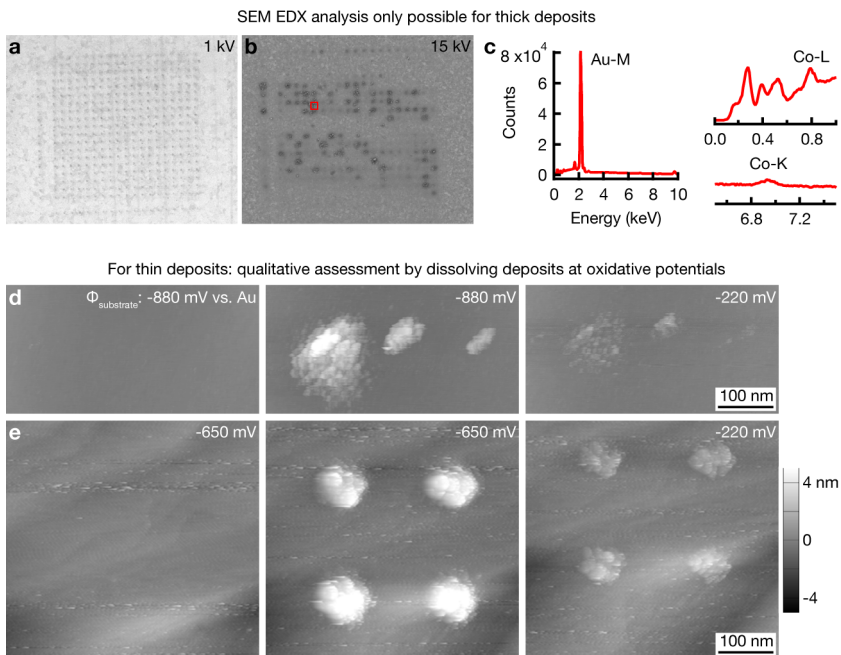 SEM EDX analysis only possible for thick deposits
a 1 kV
b 15 kV
c
8 x10⁴
6
4
2
0
Counts
Au-M
0 2 4 6 8 10
Energy (keV)
Co-L
0.0 0.4 0.8
Co-K
6.8 7.2
For thin deposits: qualitative assessment by dissolving deposits at oxidative potentials
d Φsubstrate: -880 mV vs. Au
-880 mV
-220 mV
100 nm
e -650 mV
-650 mV
-220 mV
100 nm
4 nm
0
-4